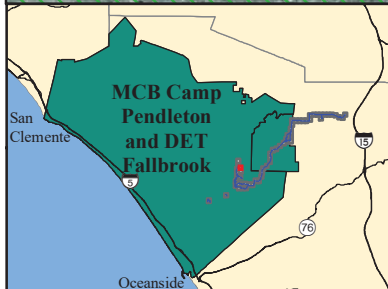 MCB Camp
Pendleton
and DET
Fallbrook
San
Clemente
5
15
76
Oceanside